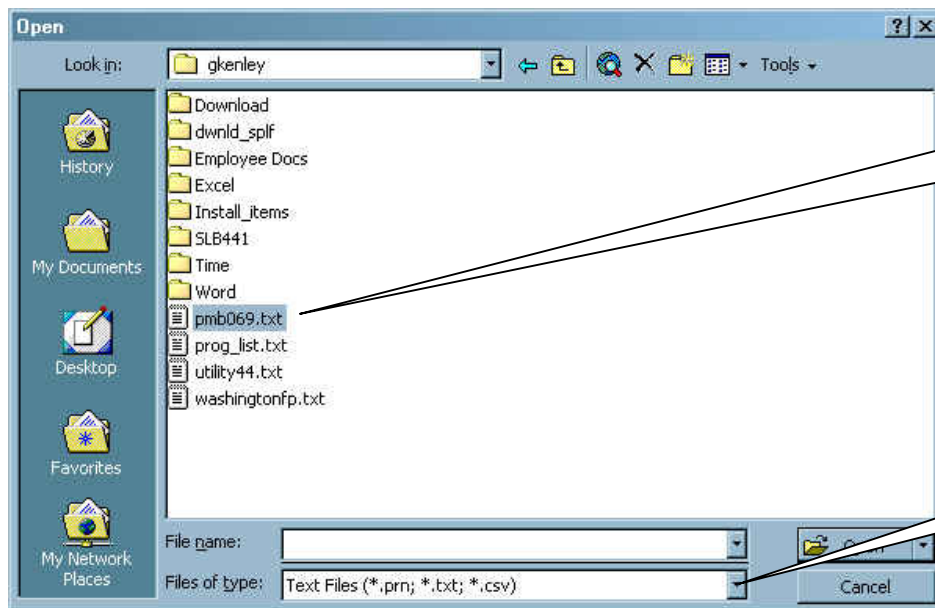 Open
Look in:
gkenley
Tools
History
My Documents
Desktop
Favorites
My Network
Places
Download
dwnld_splf
Employee Docs
Excel
Install_items
SLB441
Time
Word
pmb069.txt
prog_list.txt
utility44.txt
washingtonfp.txt
File name:
Open
Files of type:
Text Files (*.prn; *.txt; *.csv)
Cancel